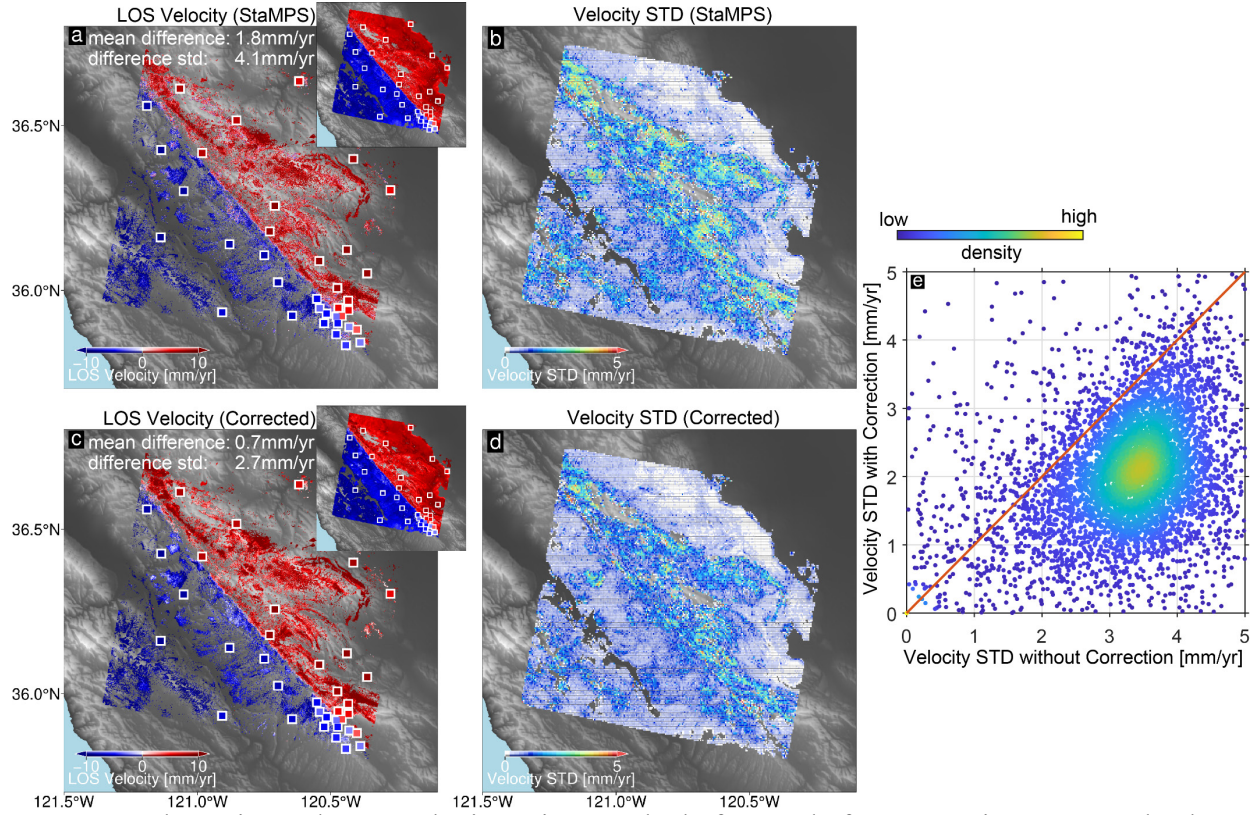 LOS Velocity (StaMPS)
a
mean difference: 1.8mm/yr
difference std: 4.1mm/yr
36.5°N
36.0°N
−10 0 10
LOS Velocity [mm/yr]
Velocity STD (StaMPS)
b
0 5
Velocity STD [mm/yr]
LOS Velocity (Corrected)
c
mean difference: 0.7mm/yr
difference std: 2.7mm/yr
36.5°N
36.0°N
−10 0 10
LOS Velocity [mm/yr]
121.5°W 121.0°W 120.5°W
Velocity STD (Corrected)
d
0 5
Velocity STD [mm/yr]
121.5°W 121.0°W 120.5°W
low high
density
e
Velocity STD with Correction [mm/yr]
5
4
3
2
1
0
0 1 2 3 4 5
Velocity STD without Correction [mm/yr]